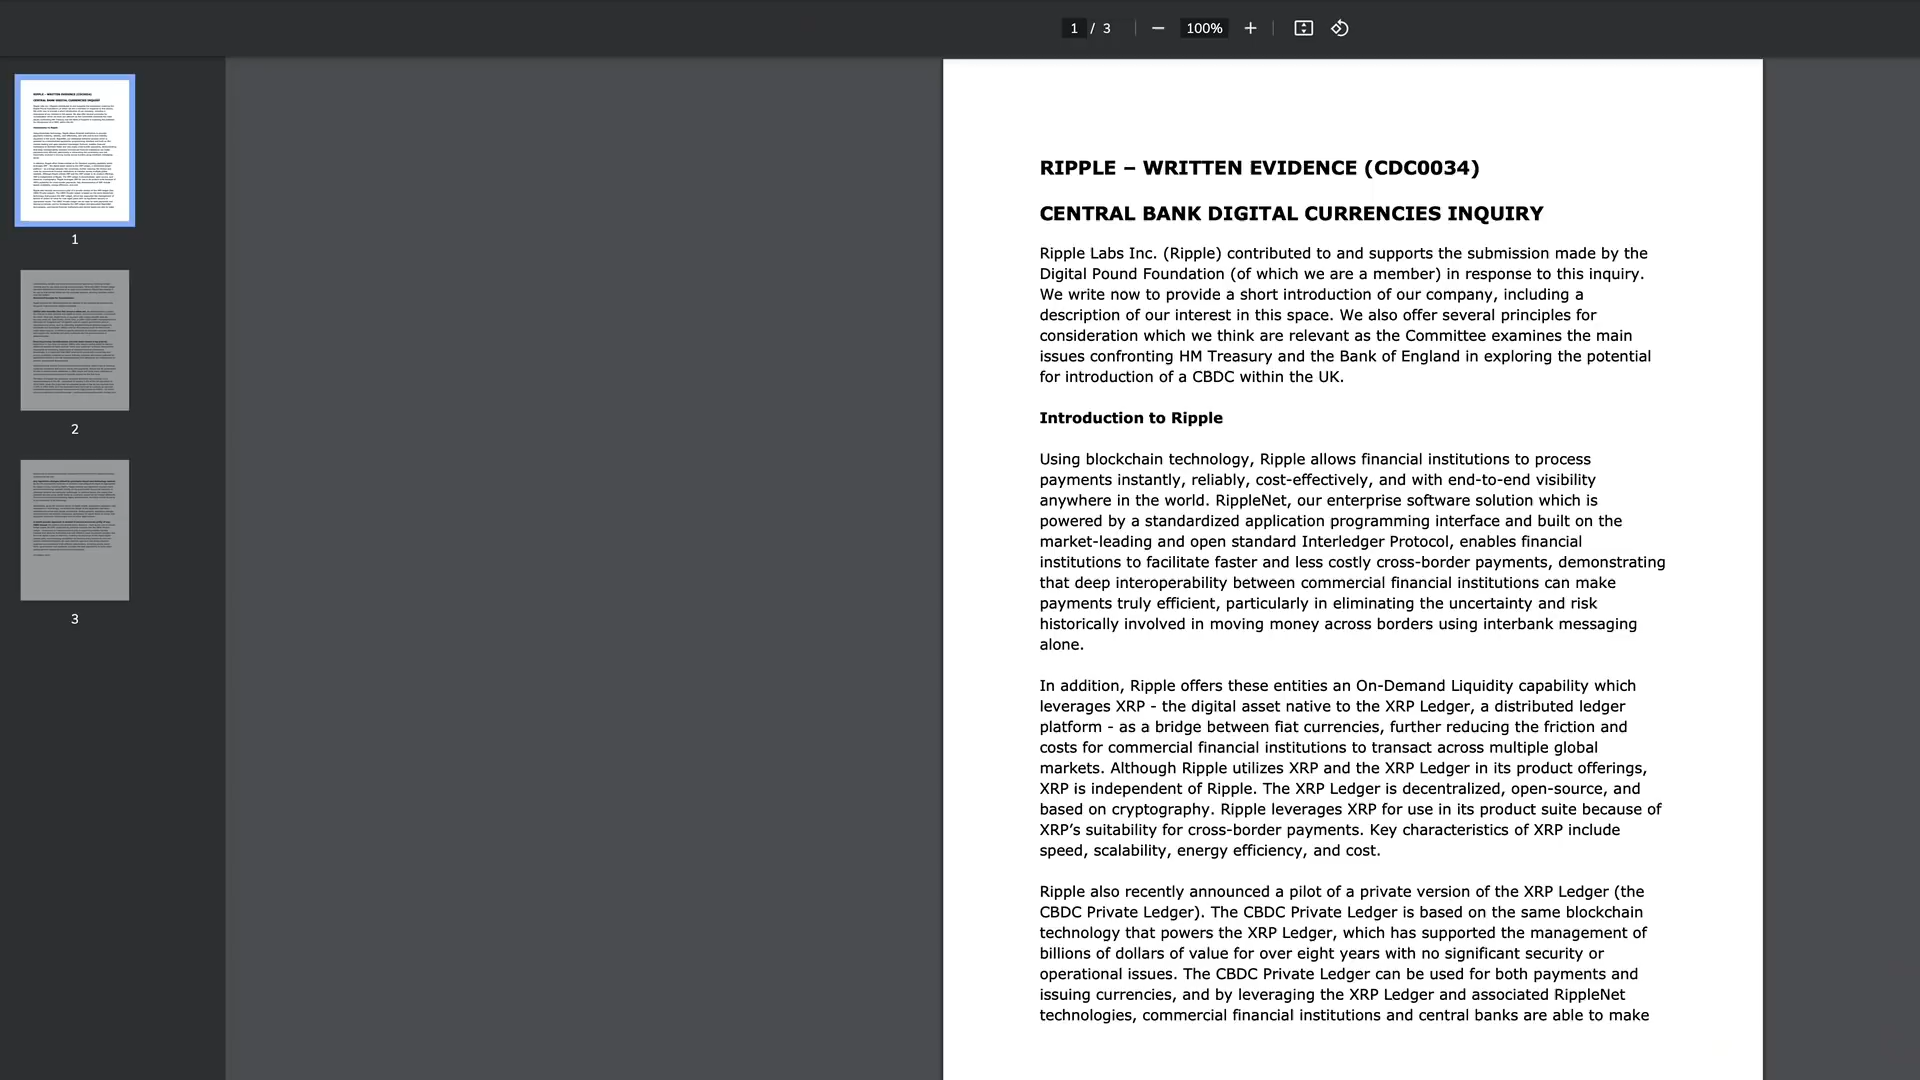 1 / 3
100%
1
2
3
RIPPLE – WRITTEN EVIDENCE (CDC0034)
CENTRAL BANK DIGITAL CURRENCIES INQUIRY
Ripple Labs Inc. (Ripple) contributed to and supports the submission made by the
Digital Pound Foundation (of which we are a member) in response to this inquiry.
We write now to provide a short introduction of our company, including a
description of our interest in this space. We also offer several principles for
consideration which we think are relevant as the Committee examines the main
issues confronting HM Treasury and the Bank of England in exploring the potential
for introduction of a CBDC within the UK.
Introduction to Ripple
Using blockchain technology, Ripple allows financial institutions to process
payments instantly, reliably, cost-effectively, and with end-to-end visibility
anywhere in the world. RippleNet, our enterprise software solution which is
powered by a standardized application programming interface and built on the
market-leading and open standard Interledger Protocol, enables financial
institutions to facilitate faster and less costly cross-border payments, demonstrating
that deep interoperability between commercial financial institutions can make
payments truly efficient, particularly in eliminating the uncertainty and risk
historically involved in moving money across borders using interbank messaging
alone.
In addition, Ripple offers these entities an On-Demand Liquidity capability which
leverages XRP - the digital asset native to the XRP Ledger, a distributed ledger
platform - as a bridge between fiat currencies, further reducing the friction and
costs for commercial financial institutions to transact across multiple global
markets. Although Ripple utilizes XRP and the XRP Ledger in its product offerings,
XRP is independent of Ripple. The XRP Ledger is decentralized, open-source, and
based on cryptography. Ripple leverages XRP for use in its product suite because of
XRP’s suitability for cross-border payments. Key characteristics of XRP include
speed, scalability, energy efficiency, and cost.
Ripple also recently announced a pilot of a private version of the XRP Ledger (the
CBDC Private Ledger). The CBDC Private Ledger is based on the same blockchain
technology that powers the XRP Ledger, which has supported the management of
billions of dollars of value for over eight years with no significant security or
operational issues. The CBDC Private Ledger can be used for both payments and
issuing currencies, and by leveraging the XRP Ledger and associated RippleNet
technologies, commercial financial institutions and central banks are able to make